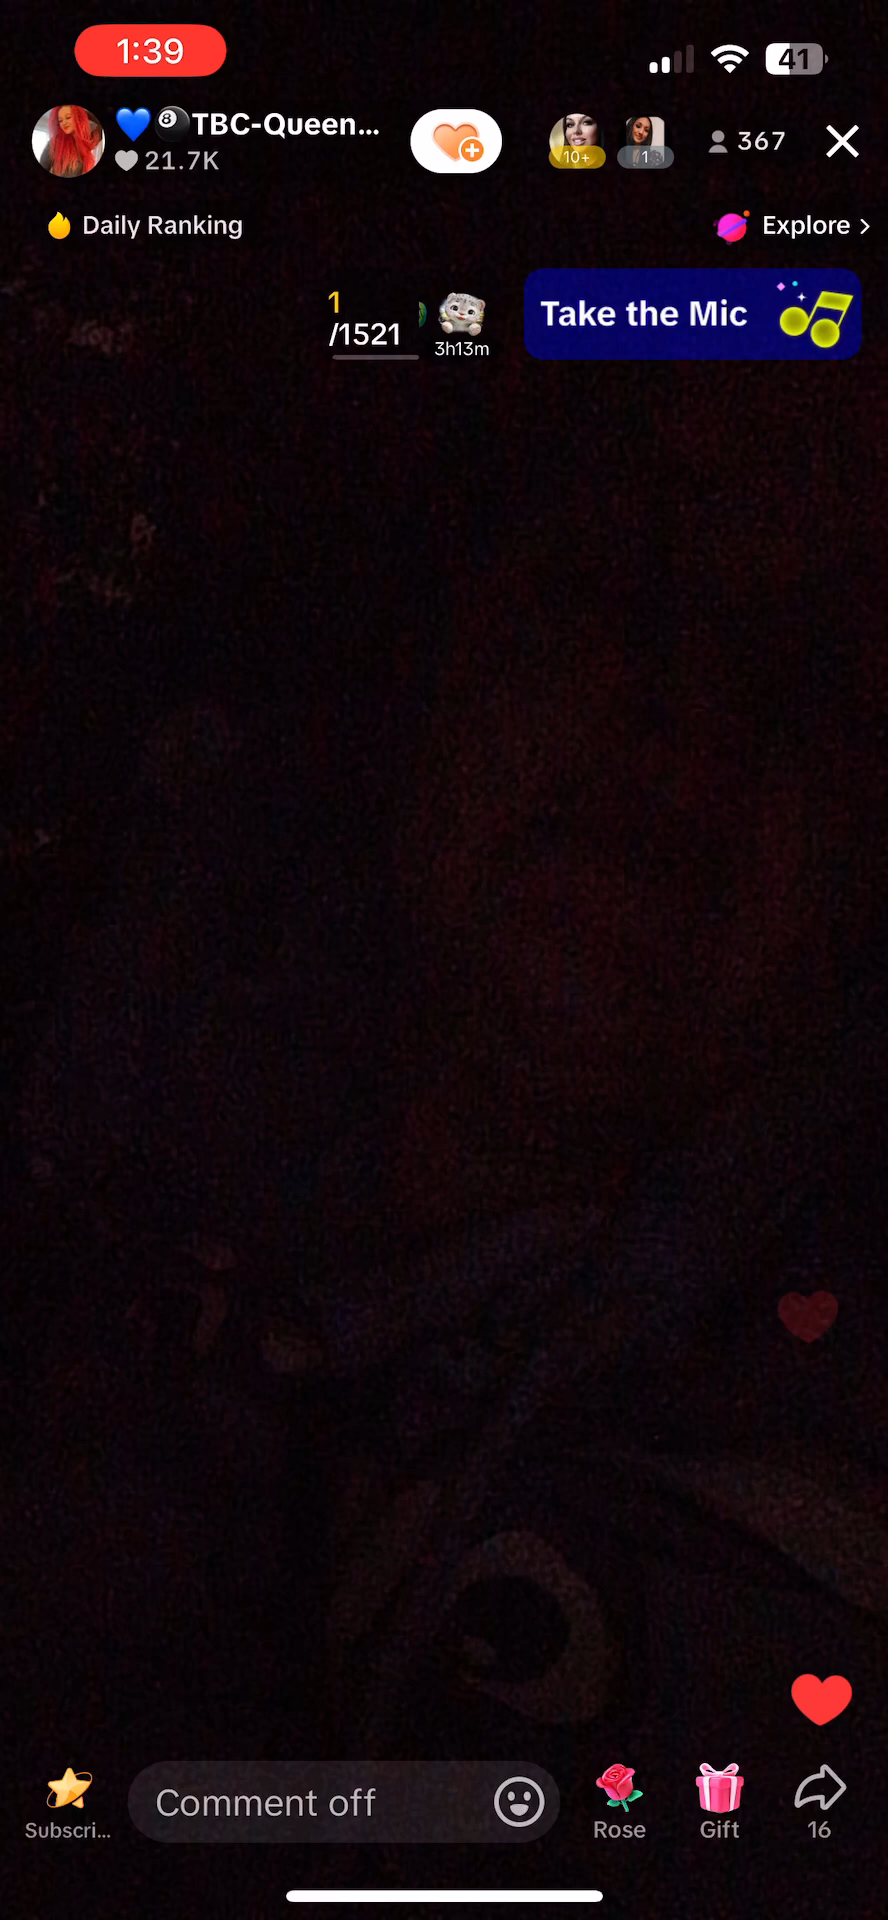 1:39
41
💙🎱TBC-Queen...
21.7K
10+
367
Daily Ranking
Explore >
1
/1521
3h13m
Take the Mic
Comment off
Subscri...
Rose
Gift
16